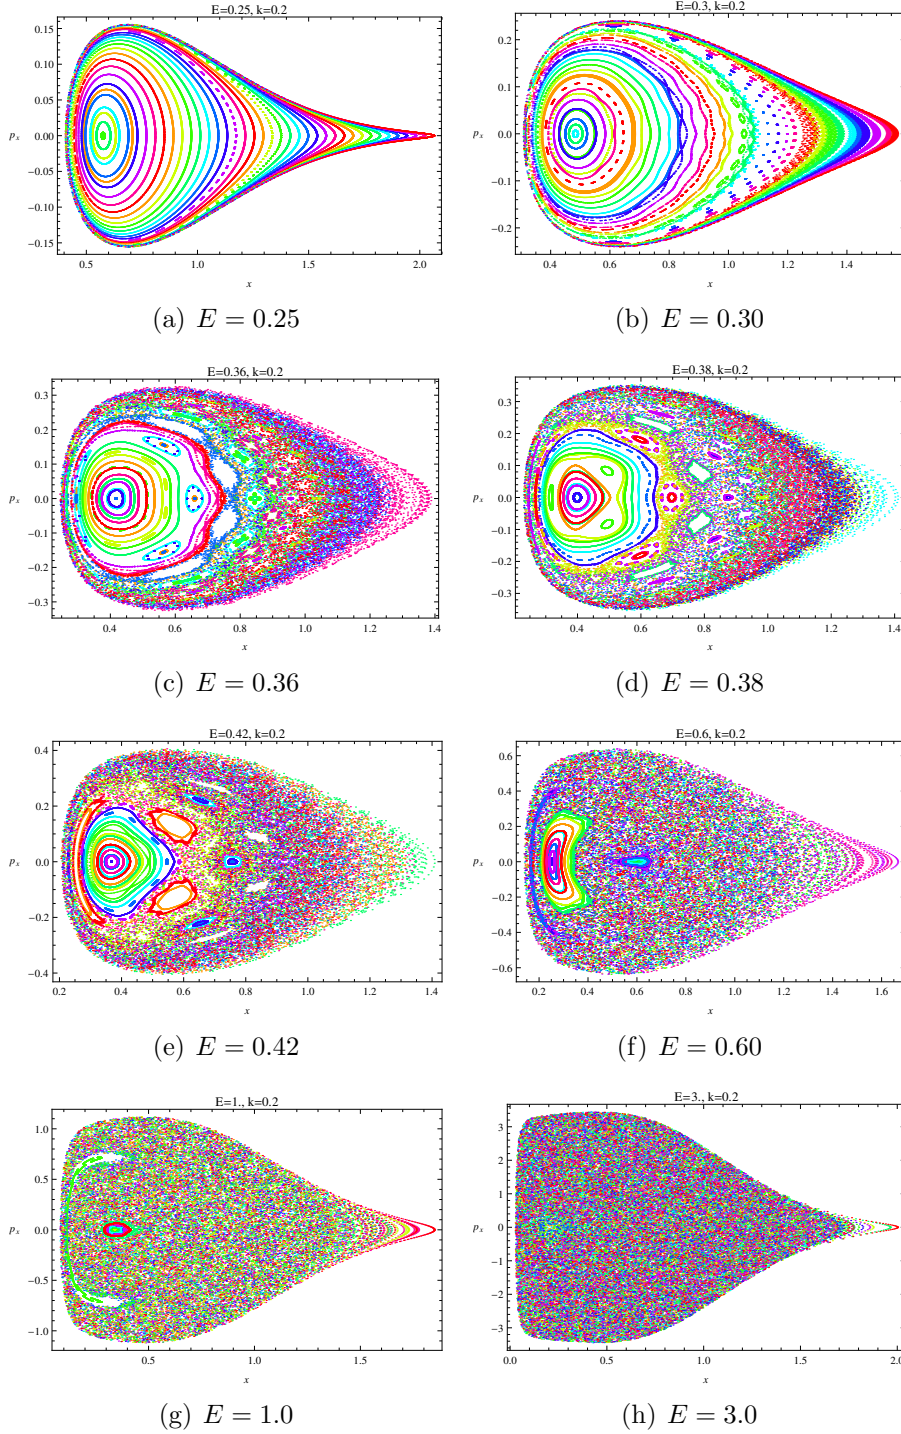 E=0.25, k=0.2
0.15
0.10
0.05
p_x 0.00
−0.05
−0.10
−0.15
0.5 1.0 1.5 2.0
x
(a) E = 0.25
E=0.3, k=0.2
0.2
0.1
p_x 0.0
−0.1
−0.2
0.4 0.6 0.8 1.0 1.2 1.4
x
(b) E = 0.30
E=0.36, k=0.2
0.3
0.2
0.1
p_x 0.0
−0.1
−0.2
−0.3
0.4 0.6 0.8 1.0 1.2 1.4
x
(c) E = 0.36
E=0.38, k=0.2
0.3
0.2
0.1
p_x 0.0
−0.1
−0.2
−0.3
0.4 0.6 0.8 1.0 1.2 1.4
x
(d) E = 0.38
E=0.42, k=0.2
0.4
0.2
p_x 0.0
−0.2
−0.4
0.2 0.4 0.6 0.8 1.0 1.2 1.4
x
(e) E = 0.42
E=0.6, k=0.2
0.6
0.4
0.2
p_x 0.0
−0.2
−0.4
−0.6
0.2 0.4 0.6 0.8 1.0 1.2 1.4 1.6
x
(f) E = 0.60
E=1., k=0.2
1.0
0.5
p_x 0.0
−0.5
−1.0
0.5 1.0 1.5
x
(g) E = 1.0
E=3., k=0.2
3
2
1
p_x 0
−1
−2
−3
0.0 0.5 1.0 1.5 2.0
x
(h) E = 3.0